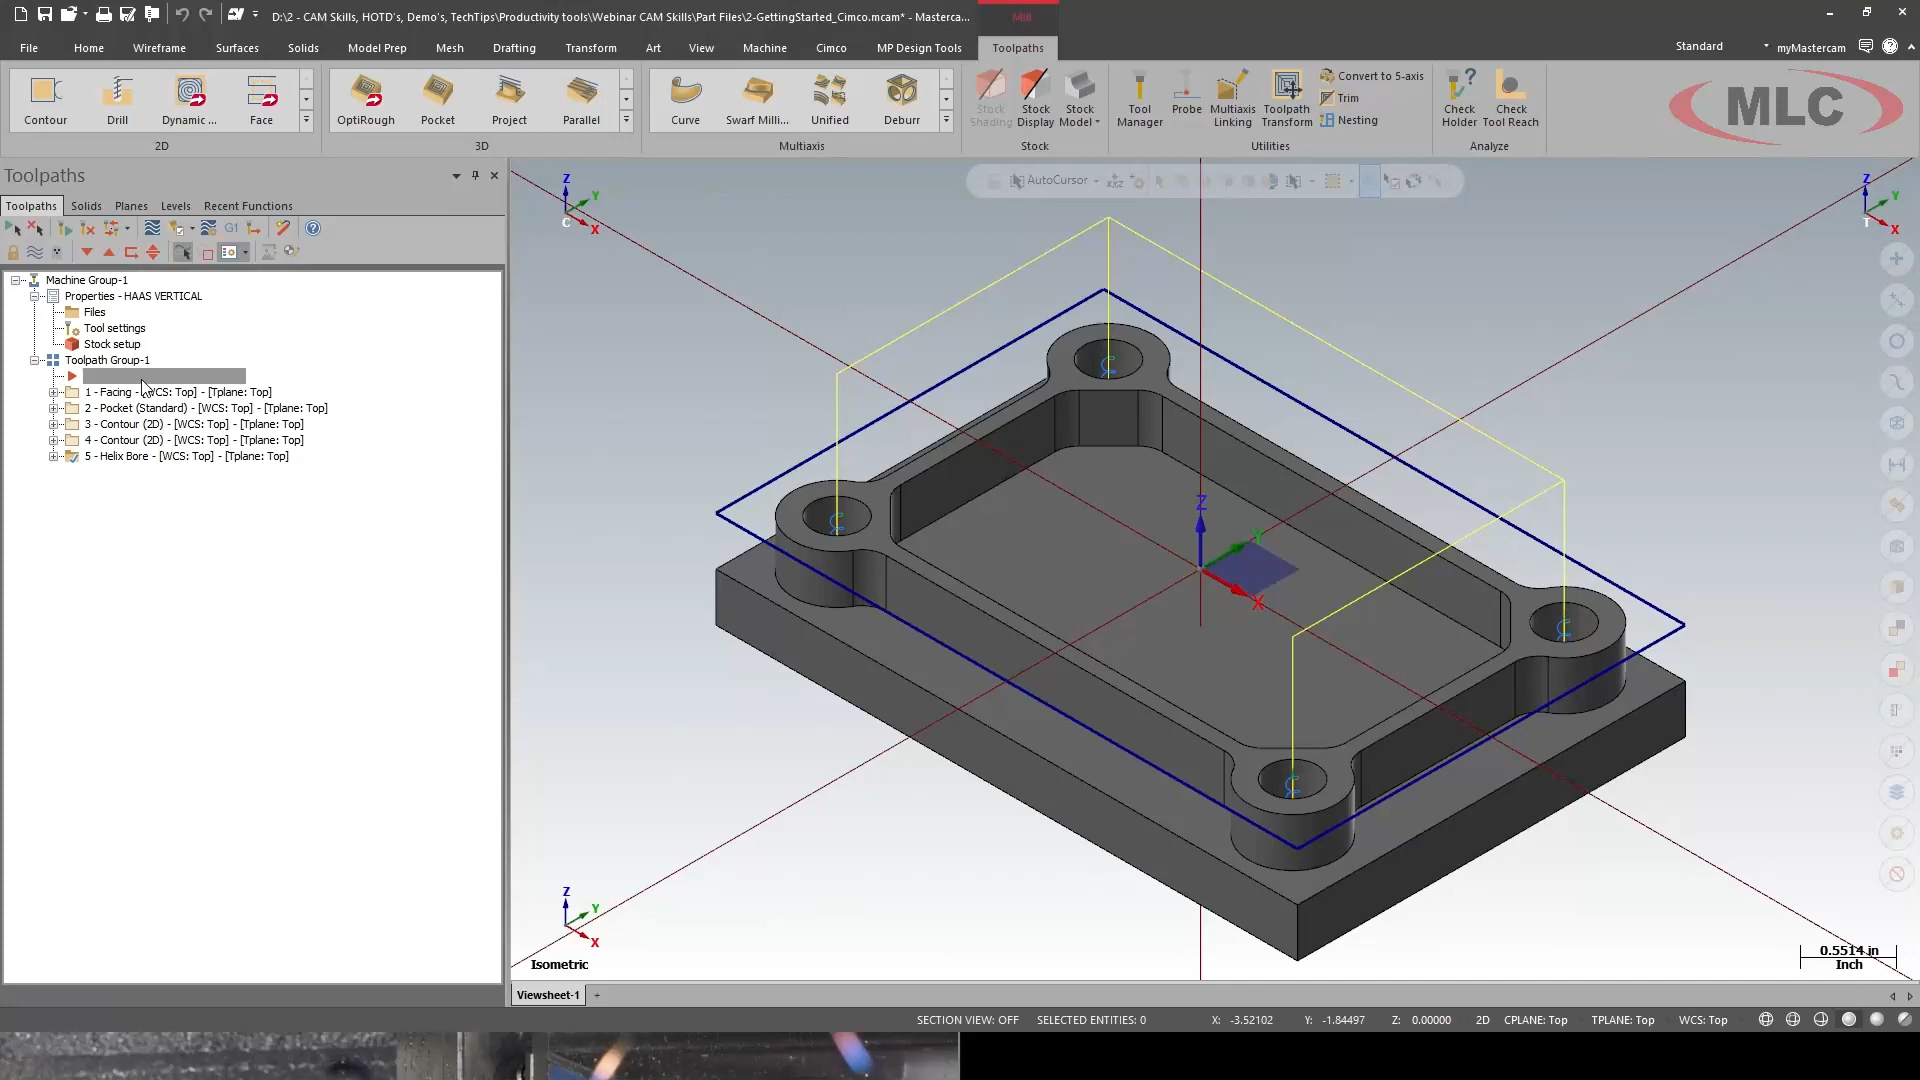 D:\2 - CAM Skills, HOTD's, Demo's, TechTips\Productivity tools\Webinar CAM Skills\Part Files\2-GettingStarted_Cimco.mcam* - Masterca...
Mill
File
Home
Wireframe
Surfaces
Solids
Model Prep
Mesh
Drafting
Transform
Art
View
Machine
Cimco
MP Design Tools
Toolpaths
Standard
myMastercam
Contour
Drill
Dynamic ...
Face
OptiRough
Pocket
Project
Parallel
Curve
Swarf Milli...
Unified
Deburr
Stock Shading
Stock Display
Stock Model
Tool Manager
Probe
Multiaxis Linking
Toolpath Transform
Convert to 5-axis
Trim
Nesting
Check Holder
Check Tool Reach
MLC
2D
3D
Multiaxis
Stock
Utilities
Analyze
Toolpaths
Toolpaths
Solids
Planes
Levels
Recent Functions
G1
Machine Group-1
Properties - HAAS VERTICAL
Files
Tool settings
Stock setup
Toolpath Group-1
1 - Facing - [WCS: Top] - [Tplane: Top]
2 - Pocket (Standard) - [WCS: Top] - [Tplane: Top]
3 - Contour (2D) - [WCS: Top] - [Tplane: Top]
4 - Contour (2D) - [WCS: Top] - [Tplane: Top]
5 - Helix Bore - [WCS: Top] - [Tplane: Top]
AutoCursor
Z
Y
X
C
Z
Y
X
T
Z
Y
X
Z
Y
X
Isometric
0.5514 in
Inch
Viewsheet-1
+
SECTION VIEW: OFF
SELECTED ENTITIES: 0
X: -3.52102
Y: -1.84497
Z: 0.00000
2D
CPLANE: Top
TPLANE: Top
WCS: Top